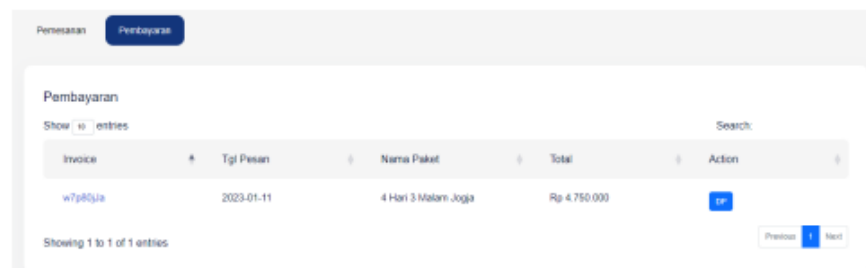 Pemesanan Pembayaran
Pembayaran
Show 10 entries Search:
Invoice Tgl Pesan Nama Paket Total Action
w7p80jJa 2023-01-11 4 Hari 3 Malam Jogja Rp 4.750.000 DP
Showing 1 to 1 of 1 entries
Previous 1 Next